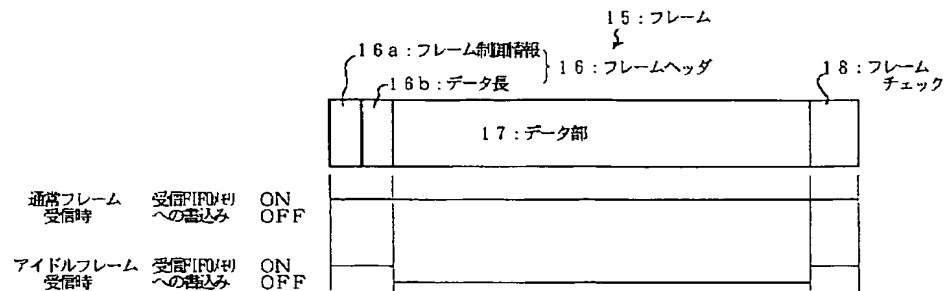 15:フレーム
16a:フレーム制御情報
16:フレームヘッダ
16b:データ長
18:フレーム
チェック
17:データ部
通常フレーム 受信FIFOメモリ ON
受信時 への書込み OFF
アイドルフレーム 受信FIFOメモリ ON
受信時 への書込み OFF